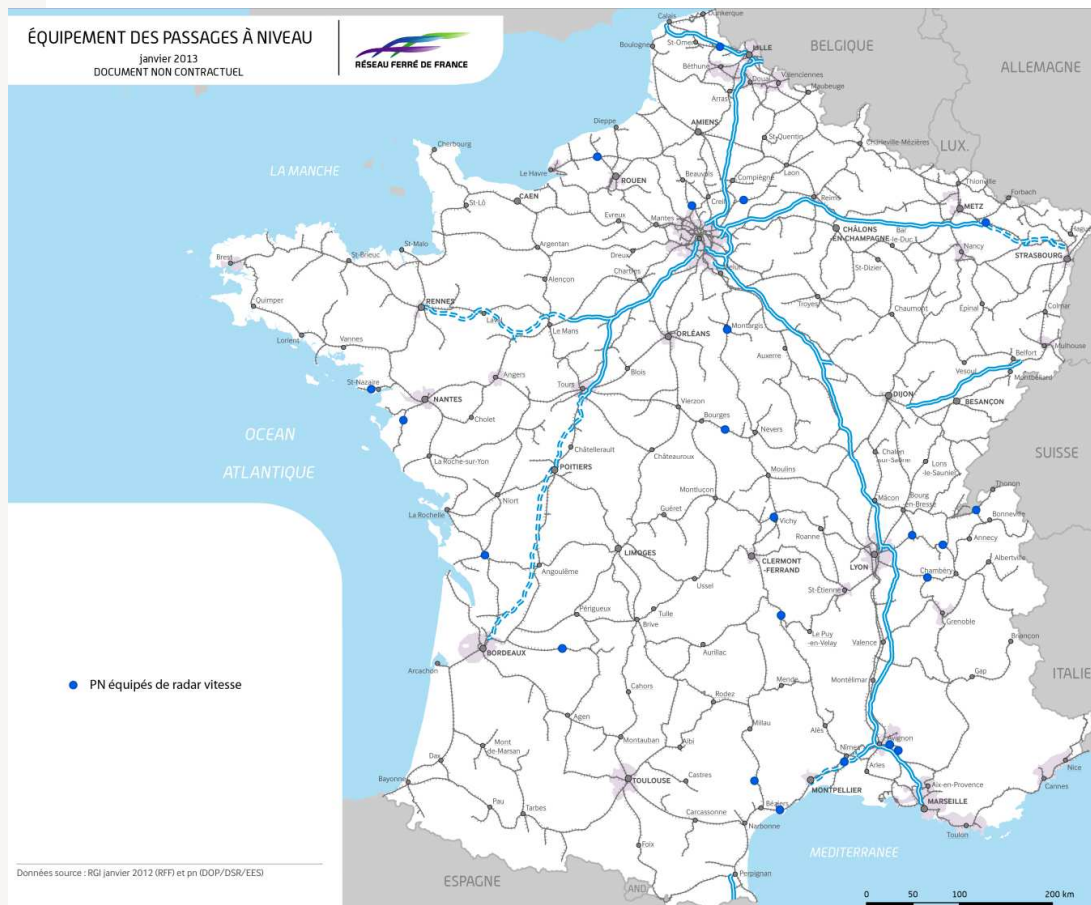 ÉQUIPEMENT DES PASSAGES À NIVEAU
janvier 2013
DOCUMENT NON CONTRACTUEL
RÉSEAU FERRÉ DE FRANCE
Calais
Dunkerque
BELGIQUE
St-Omer
Boulogne
LILLE
ALLEMAGNE
Béthune
Douai
Valenciennes
Maubeuge
Arras
Dieppe
AMIENS
St-Quentin
Charleville-Mézières
LUX.
Cherbourg
LA MANCHE
Le Havre
ROUEN
Beauvais
Compiègne
Laon
Thionville
Forbach
CAEN
St-Lô
Creil
Reims
METZ
Evreux
Mantes
CHÂLONS
EN-CHAMPAGNE
Bar
-le-Duc
Nancy
STRASBOURG
St-Malo
Argentan
Dreux
Brest
St-Brieuc
Alençon
Chartres
St-Dizier
Quimper
RENNES
Troyes
Chaumont
Épinal
Colmar
Le Mans
ORLÉANS
Montargis
Lorient
Vannes
Auxerre
Mulhouse
Belfort
Vesoul
Montbéliard
St-Nazaire
Angers
Blois
Tours
NANTES
DIJON
BESANÇON
Cholet
Vierzon
Bourges
Nevers
OCEAN
ATLANTIQUE
Châtellerault
Châteauroux
Chalon
-sur-Saône
Lons
-le-Saunier
SUISSE
La Roche-sur-Yon
POITIERS
Moulins
Niort
Montluçon
Mâcon
Bourg
en-Bresse
Thonon
Bonneville
La Rochelle
Guéret
Vichy
Roanne
Annecy
LIMOGES
CLERMONT
-FERRAND
LYON
Albertville
Angoulême
Ussel
St-Étienne
Chambéry
Périgueux
Tulle
Brive
Le Puy
-en-Velay
Grenoble
Valence
Briançon
BORDEAUX
Aurillac
Arcachon
Montélimar
Gap
ITALIE
PN équipés de radar vitesse
Cahors
Rodez
Mende
Agen
Millau
Alès
Avignon
Mont
de-Marsan
Montauban
Albi
Nîmes
Arles
Nice
Dax
TOULOUSE
Castres
MONTPELLIER
Aix-en-Provence
Cannes
Bayonne
Béziers
MARSEILLE
Pau
Tarbes
Carcassonne
Narbonne
Toulon
Foix
MEDITERRANEE
Données source : RGI janvier 2012 (RFF) et pn (DOP/DSR/EES)
ESPAGNE
AND.
Perpignan
0 50 100 200 km